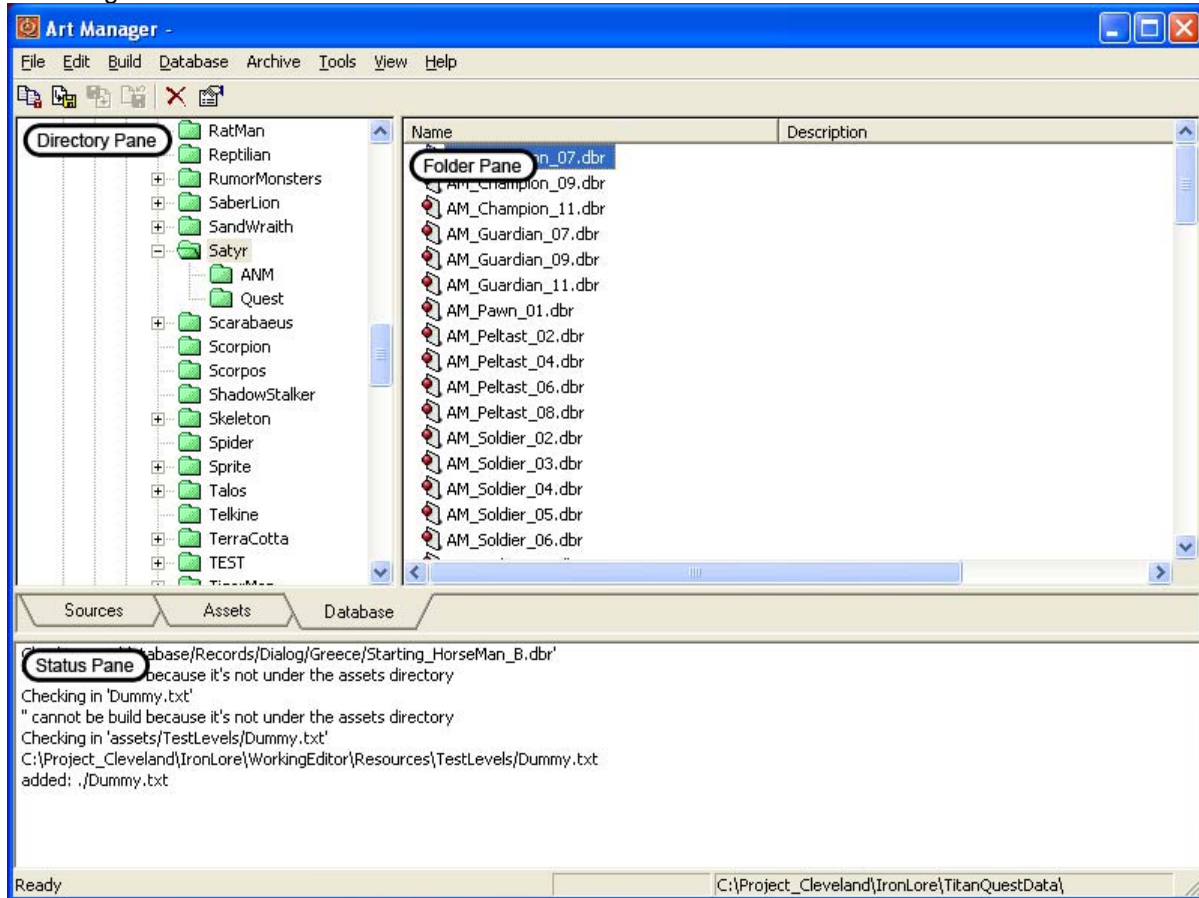 Art Manager -
File Edit Build Database Archive Tools View Help
Directory Pane
RatMan
Reptilian
RumorMonsters
SaberLion
SandWraith
Satyr
ANM
Quest
Scarabaeus
Scorpion
Scorpos
ShadowStalker
Skeleton
Spider
Sprite
Talos
Telkine
TerraCotta
TEST
Name Description
Folder Pane
n_07.dbr
AM_Champion_09.dbr
AM_Champion_11.dbr
AM_Guardian_07.dbr
AM_Guardian_09.dbr
AM_Guardian_11.dbr
AM_Pawn_01.dbr
AM_Peltast_02.dbr
AM_Peltast_04.dbr
AM_Peltast_06.dbr
AM_Peltast_08.dbr
AM_Soldier_02.dbr
AM_Soldier_03.dbr
AM_Soldier_04.dbr
AM_Soldier_05.dbr
AM_Soldier_06.dbr
Sources Assets Database
Status Pane
abase/Records/Dialog/Greece/Starting_HorseMan_B.dbr'
because it's not under the assets directory
Checking in 'Dummy.txt'
'' cannot be build because it's not under the assets directory
Checking in 'assets/TestLevels/Dummy.txt'
C:\Project_Cleveland\IronLore\WorkingEditor\Resources\TestLevels/Dummy.txt
added: ./Dummy.txt
Ready C:\Project_Cleveland\IronLore\TitanQuestData\